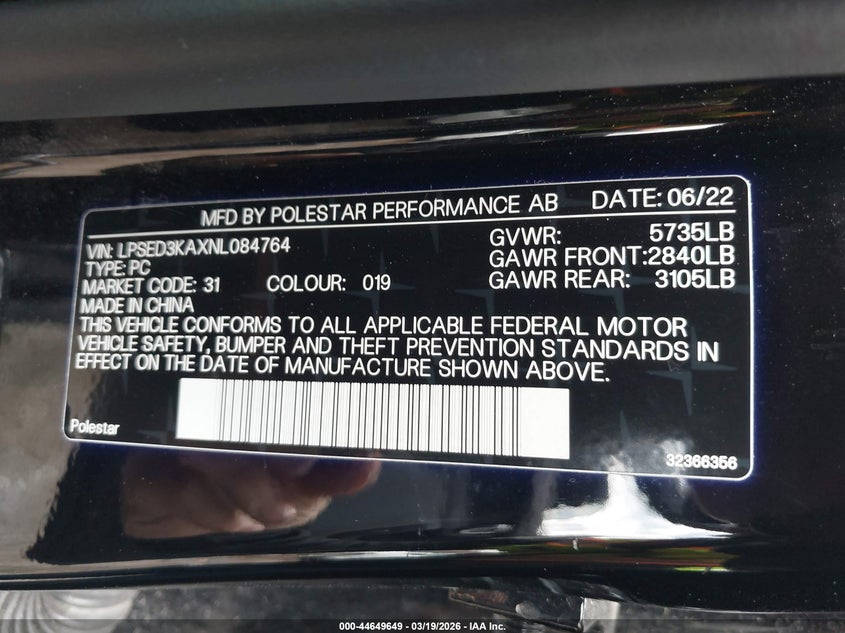 MFD BY POLESTAR PERFORMANCE AB DATE: 06/22
VIN: LPSED3KAXNL084764 GVWR: 5735LB
TYPE: PC GAWR FRONT:2840LB
MARKET CODE: 31 COLOUR: 019 GAWR REAR: 3105LB
MADE IN CHINA
THIS VEHICLE CONFORMS TO ALL APPLICABLE FEDERAL MOTOR
VEHICLE SAFETY, BUMPER AND THEFT PREVENTION STANDARDS IN
EFFECT ON THE DATE OF MANUFACTURE SHOWN ABOVE.
Polestar
32366356
000-44649649 | 03/19/2026 - IAA Inc.